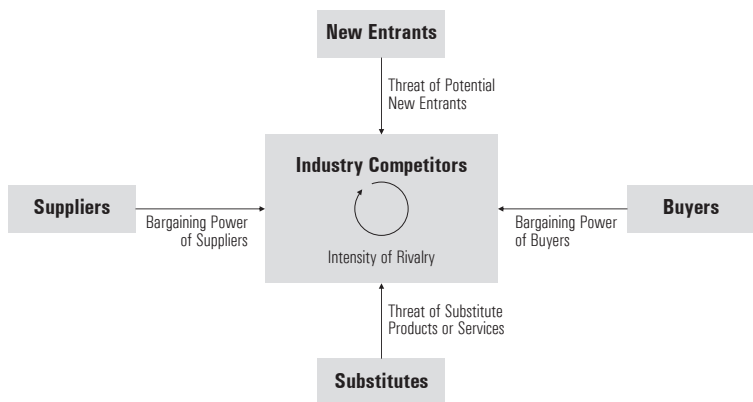 New Entrants
Threat of Potential
New Entrants
Industry Competitors
Intensity of Rivalry
Suppliers
Bargaining Power
of Suppliers
Buyers
Bargaining Power
of Buyers
Threat of Substitute
Products or Services
Substitutes